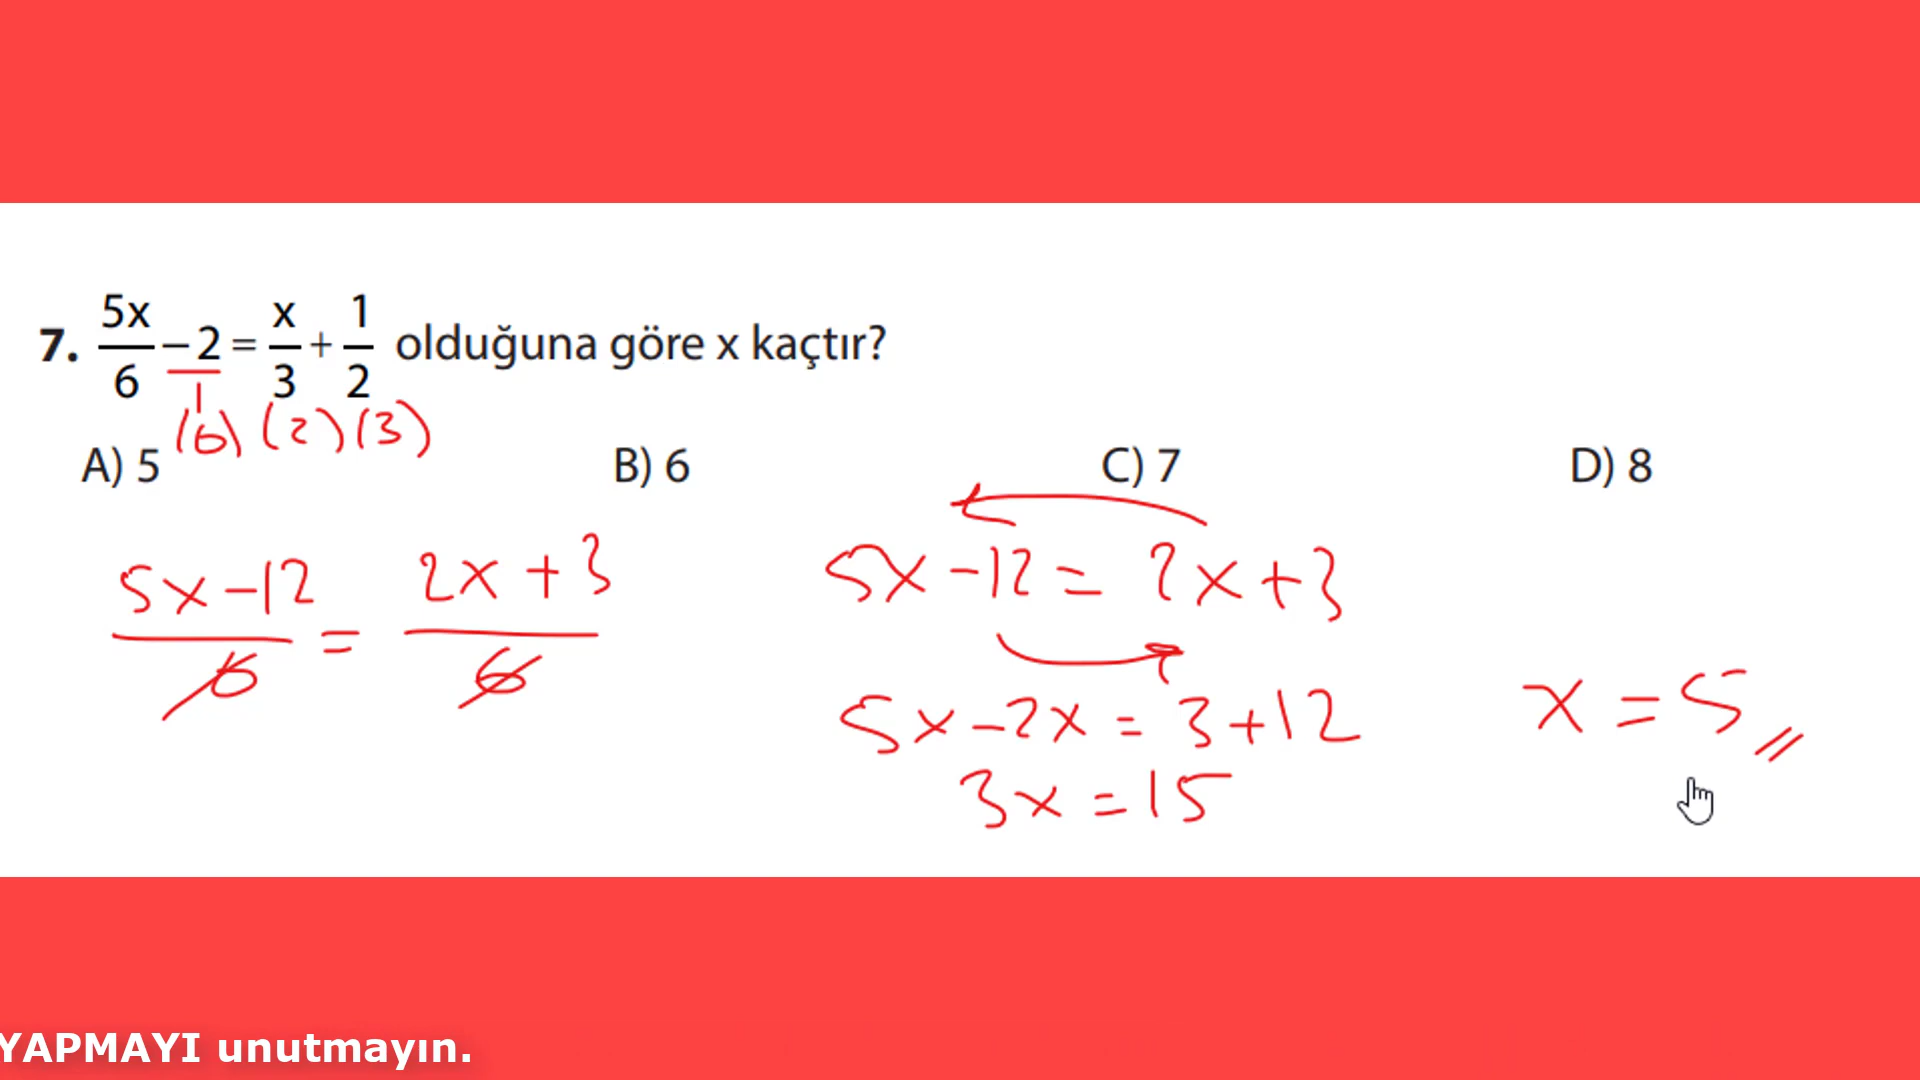 7. 5x/6 − 2 = x/3 + 1/2 olduğuna göre x kaçtır?
1
(6) (2) (3)
A) 5 B) 6 C) 7 D) 8
5x − 12 / 6 = 2x + 3 / 6
5x − 12 = 2x + 3
5x − 2x = 3 + 12
3x = 15
x = 5
YAPMAYI unutmayın.